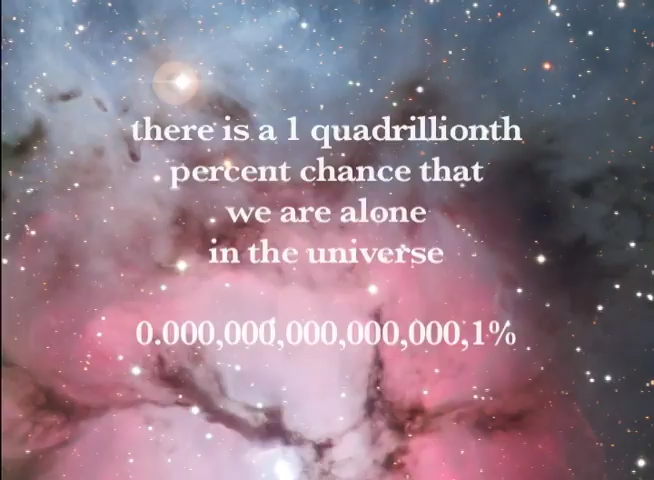 there is a 1 quadrillionth
percent chance that
we are alone
in the universe
0.000,000,000,000,000,1%